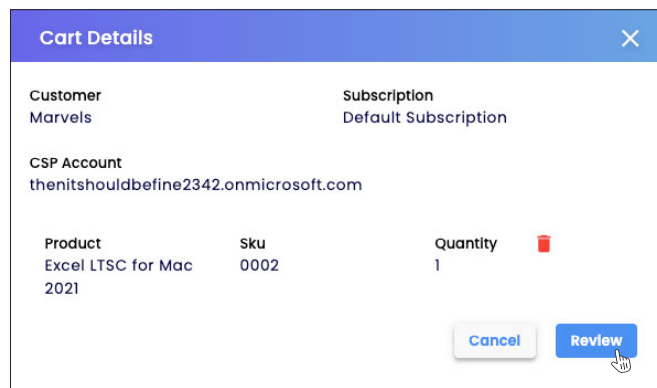 Cart Details
Customer
Marvels
Subscription
Default Subscription
CSP Account
thenitshouldbefine2342.onmicrosoft.com
Product
Excel LTSC for Mac
2021
Sku
0002
Quantity
1
Cancel
Review